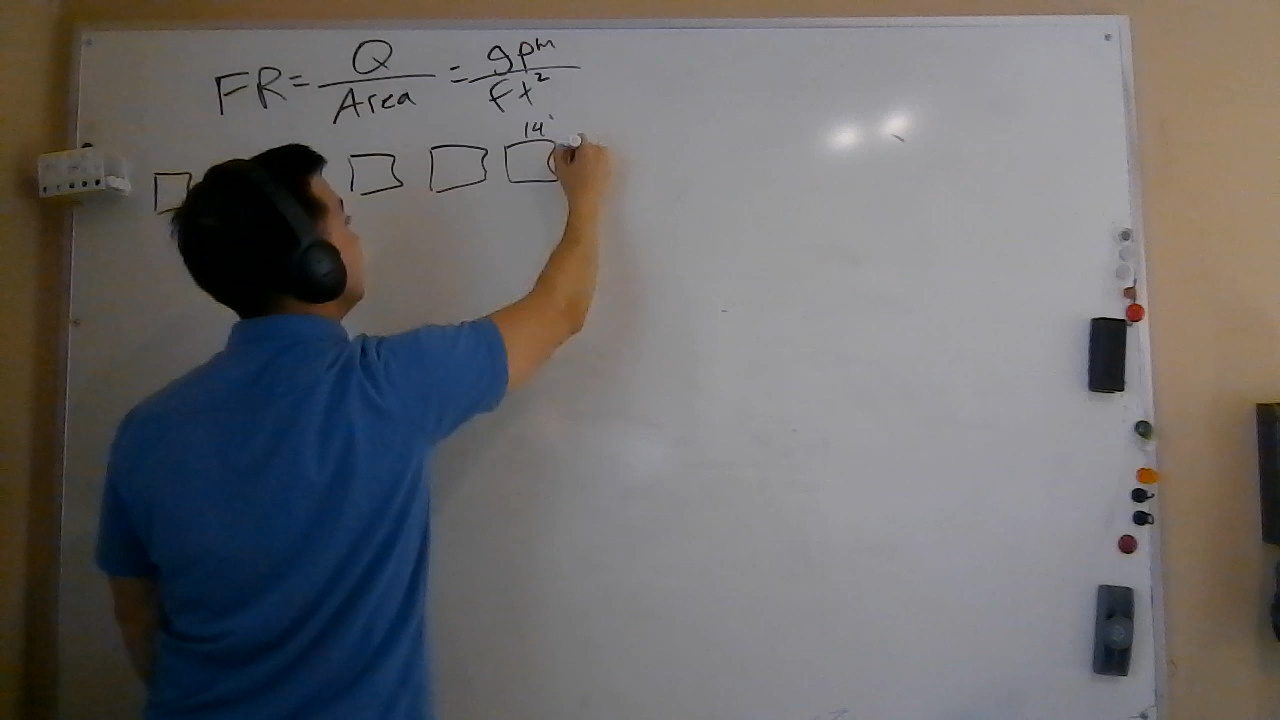 FR = Q / Area = gpm / ft²
14'